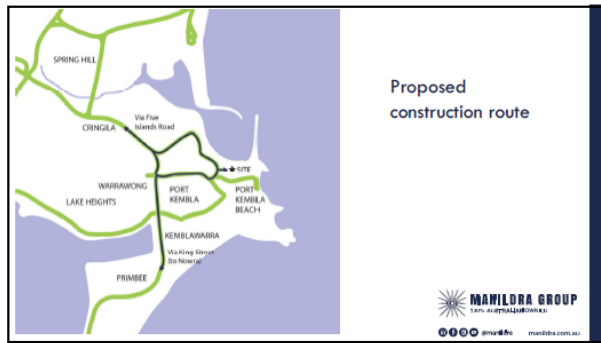 SPRING HILL
Proposed
construction route
Via Five
Islands Road
CRINGILA
SITE
WARRAWONG
PORT
KEMBLA
PORT
KEMBLA
BEACH
LAKE HEIGHTS
KEMBLAWARRA
Via King Street
(to Nowra)
PRIMBEE
MANILDRA GROUP
100% AUSTRALIAN OWNED
@manildra
manildra.com.au